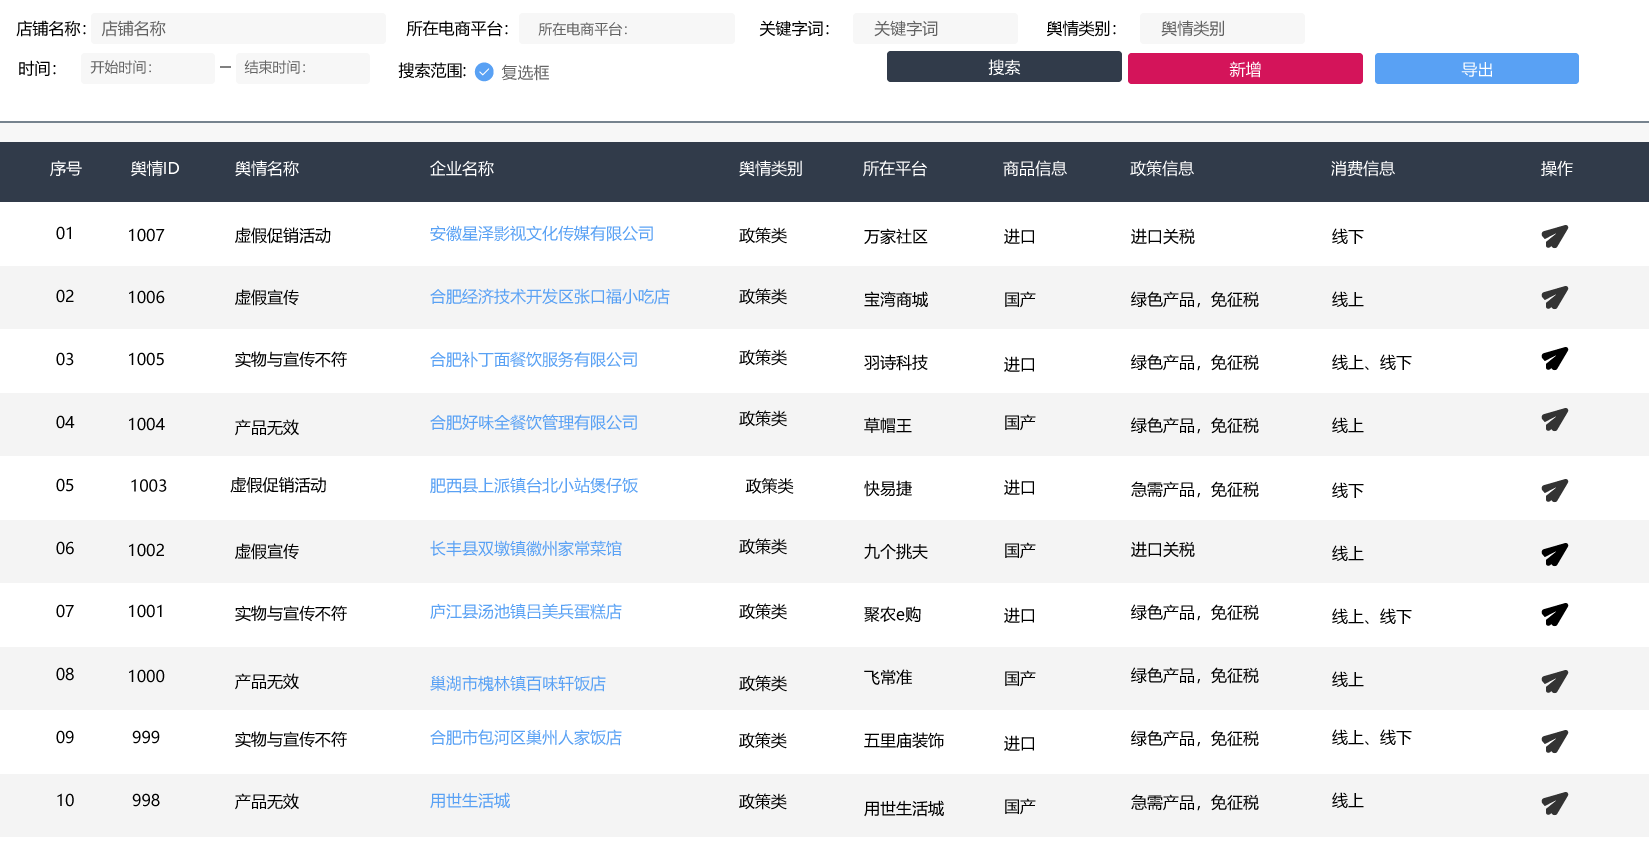 店铺名称： 店铺名称 所在电商平台： 所在电商平台： 关键字词： 关键字词 舆情类别： 舆情类别
时间： 开始时间： — 结束时间： 搜索范围: 复选框 搜索 新增 导出
序号 舆情ID 舆情名称 企业名称 舆情类别 所在平台 商品信息 政策信息 消费信息 操作
01 1007 虚假促销活动 安徽星泽影视文化传媒有限公司 政策类 万家社区 进口 进口关税 线下
02 1006 虚假宣传 合肥经济技术开发区张口福小吃店 政策类 宝湾商城 国产 绿色产品，免征税 线上
03 1005 实物与宣传不符 合肥补丁面餐饮服务有限公司 政策类 羽诗科技 进口 绿色产品，免征税 线上、线下
04 1004 产品无效 合肥好味全餐饮管理有限公司 政策类 草帽王 国产 绿色产品，免征税 线上
05 1003 虚假促销活动 肥西县上派镇台北小站煲仔饭 政策类 快易捷 进口 急需产品，免征税 线下
06 1002 虚假宣传 长丰县双墩镇徽州家常菜馆 政策类 九个挑夫 国产 进口关税 线上
07 1001 实物与宣传不符 庐江县汤池镇吕美兵蛋糕店 政策类 聚农e购 进口 绿色产品，免征税 线上、线下
08 1000 产品无效 巢湖市槐林镇百味轩饭店 政策类 飞常准 国产 绿色产品，免征税 线上
09 999 实物与宣传不符 合肥市包河区巢州人家饭店 政策类 五里庙装饰 进口 绿色产品，免征税 线上、线下
10 998 产品无效 用世生活城 政策类 用世生活城 国产 急需产品，免征税 线上